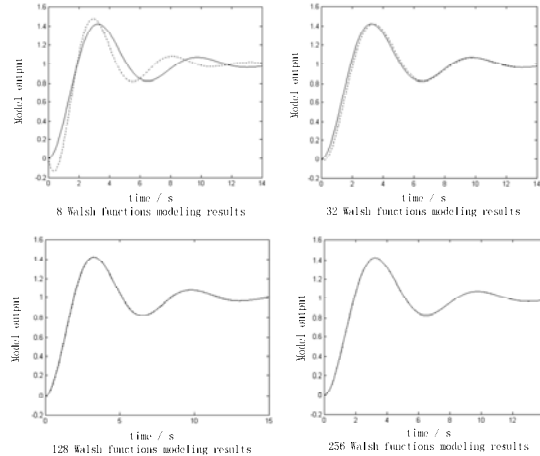 Model output
1.6
1.4
1.2
1
0.8
0.6
0.4
0.2
0
-0.2
0 2 4 6 8 10 12 14
time / s
8 Walsh functions modeling results
Model output
1.6
1.4
1.2
1
0.8
0.6
0.4
0.2
0
-0.2
0 2 4 6 8 10 12 14
time / s
32 Walsh functions modeling results
Model output
1.6
1.4
1.2
1
0.8
0.6
0.4
0.2
0
-0.2
0 5 10 15
time / s
128 Walsh functions modeling results
Model output
1.6
1.4
1.2
1
0.8
0.6
0.4
0.2
0
-0.2
0 2 4 6 8 10 12
time / s
256 Walsh functions modeling results